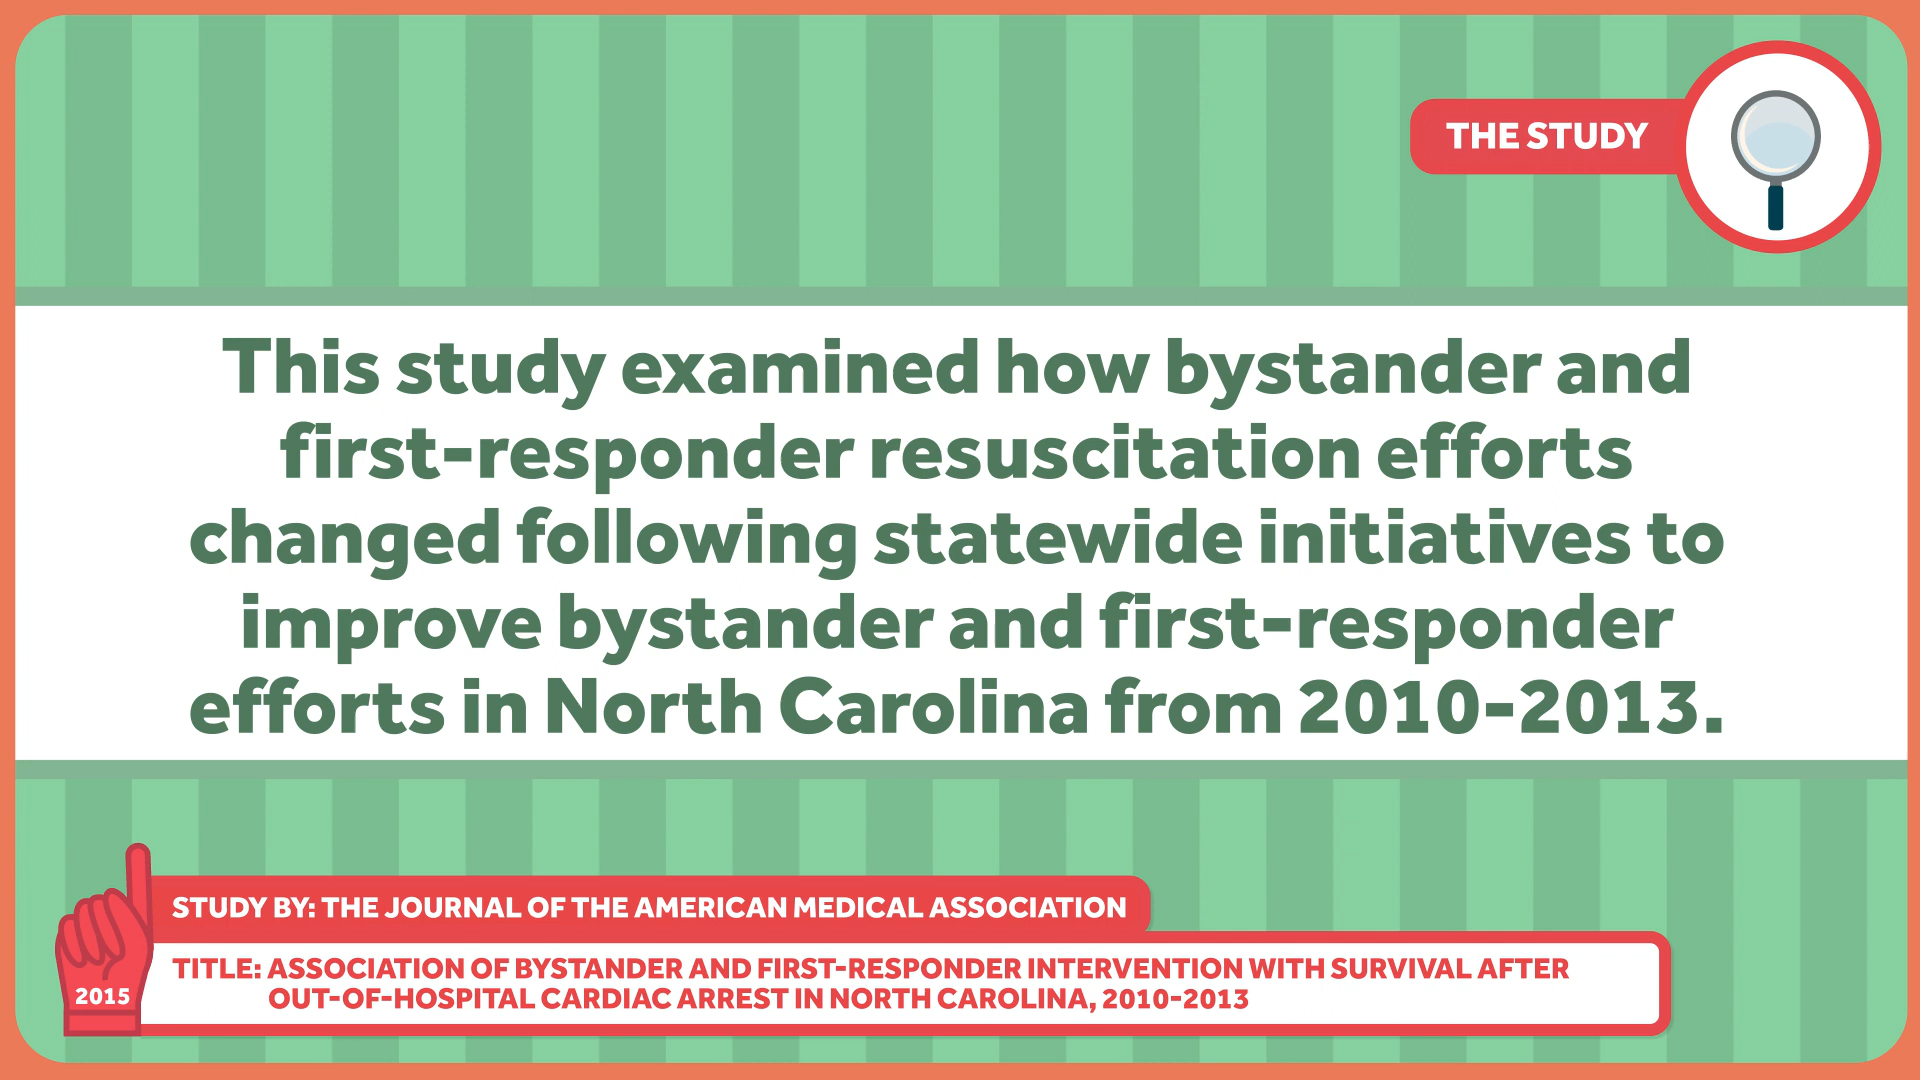 THE STUDY
This study examined how bystander and
first-responder resuscitation efforts
changed following statewide initiatives to
improve bystander and first-responder
efforts in North Carolina from 2010-2013.
STUDY BY: THE JOURNAL OF THE AMERICAN MEDICAL ASSOCIATION
TITLE: ASSOCIATION OF BYSTANDER AND FIRST-RESPONDER INTERVENTION WITH SURVIVAL AFTER
OUT-OF-HOSPITAL CARDIAC ARREST IN NORTH CAROLINA, 2010-2013
2015